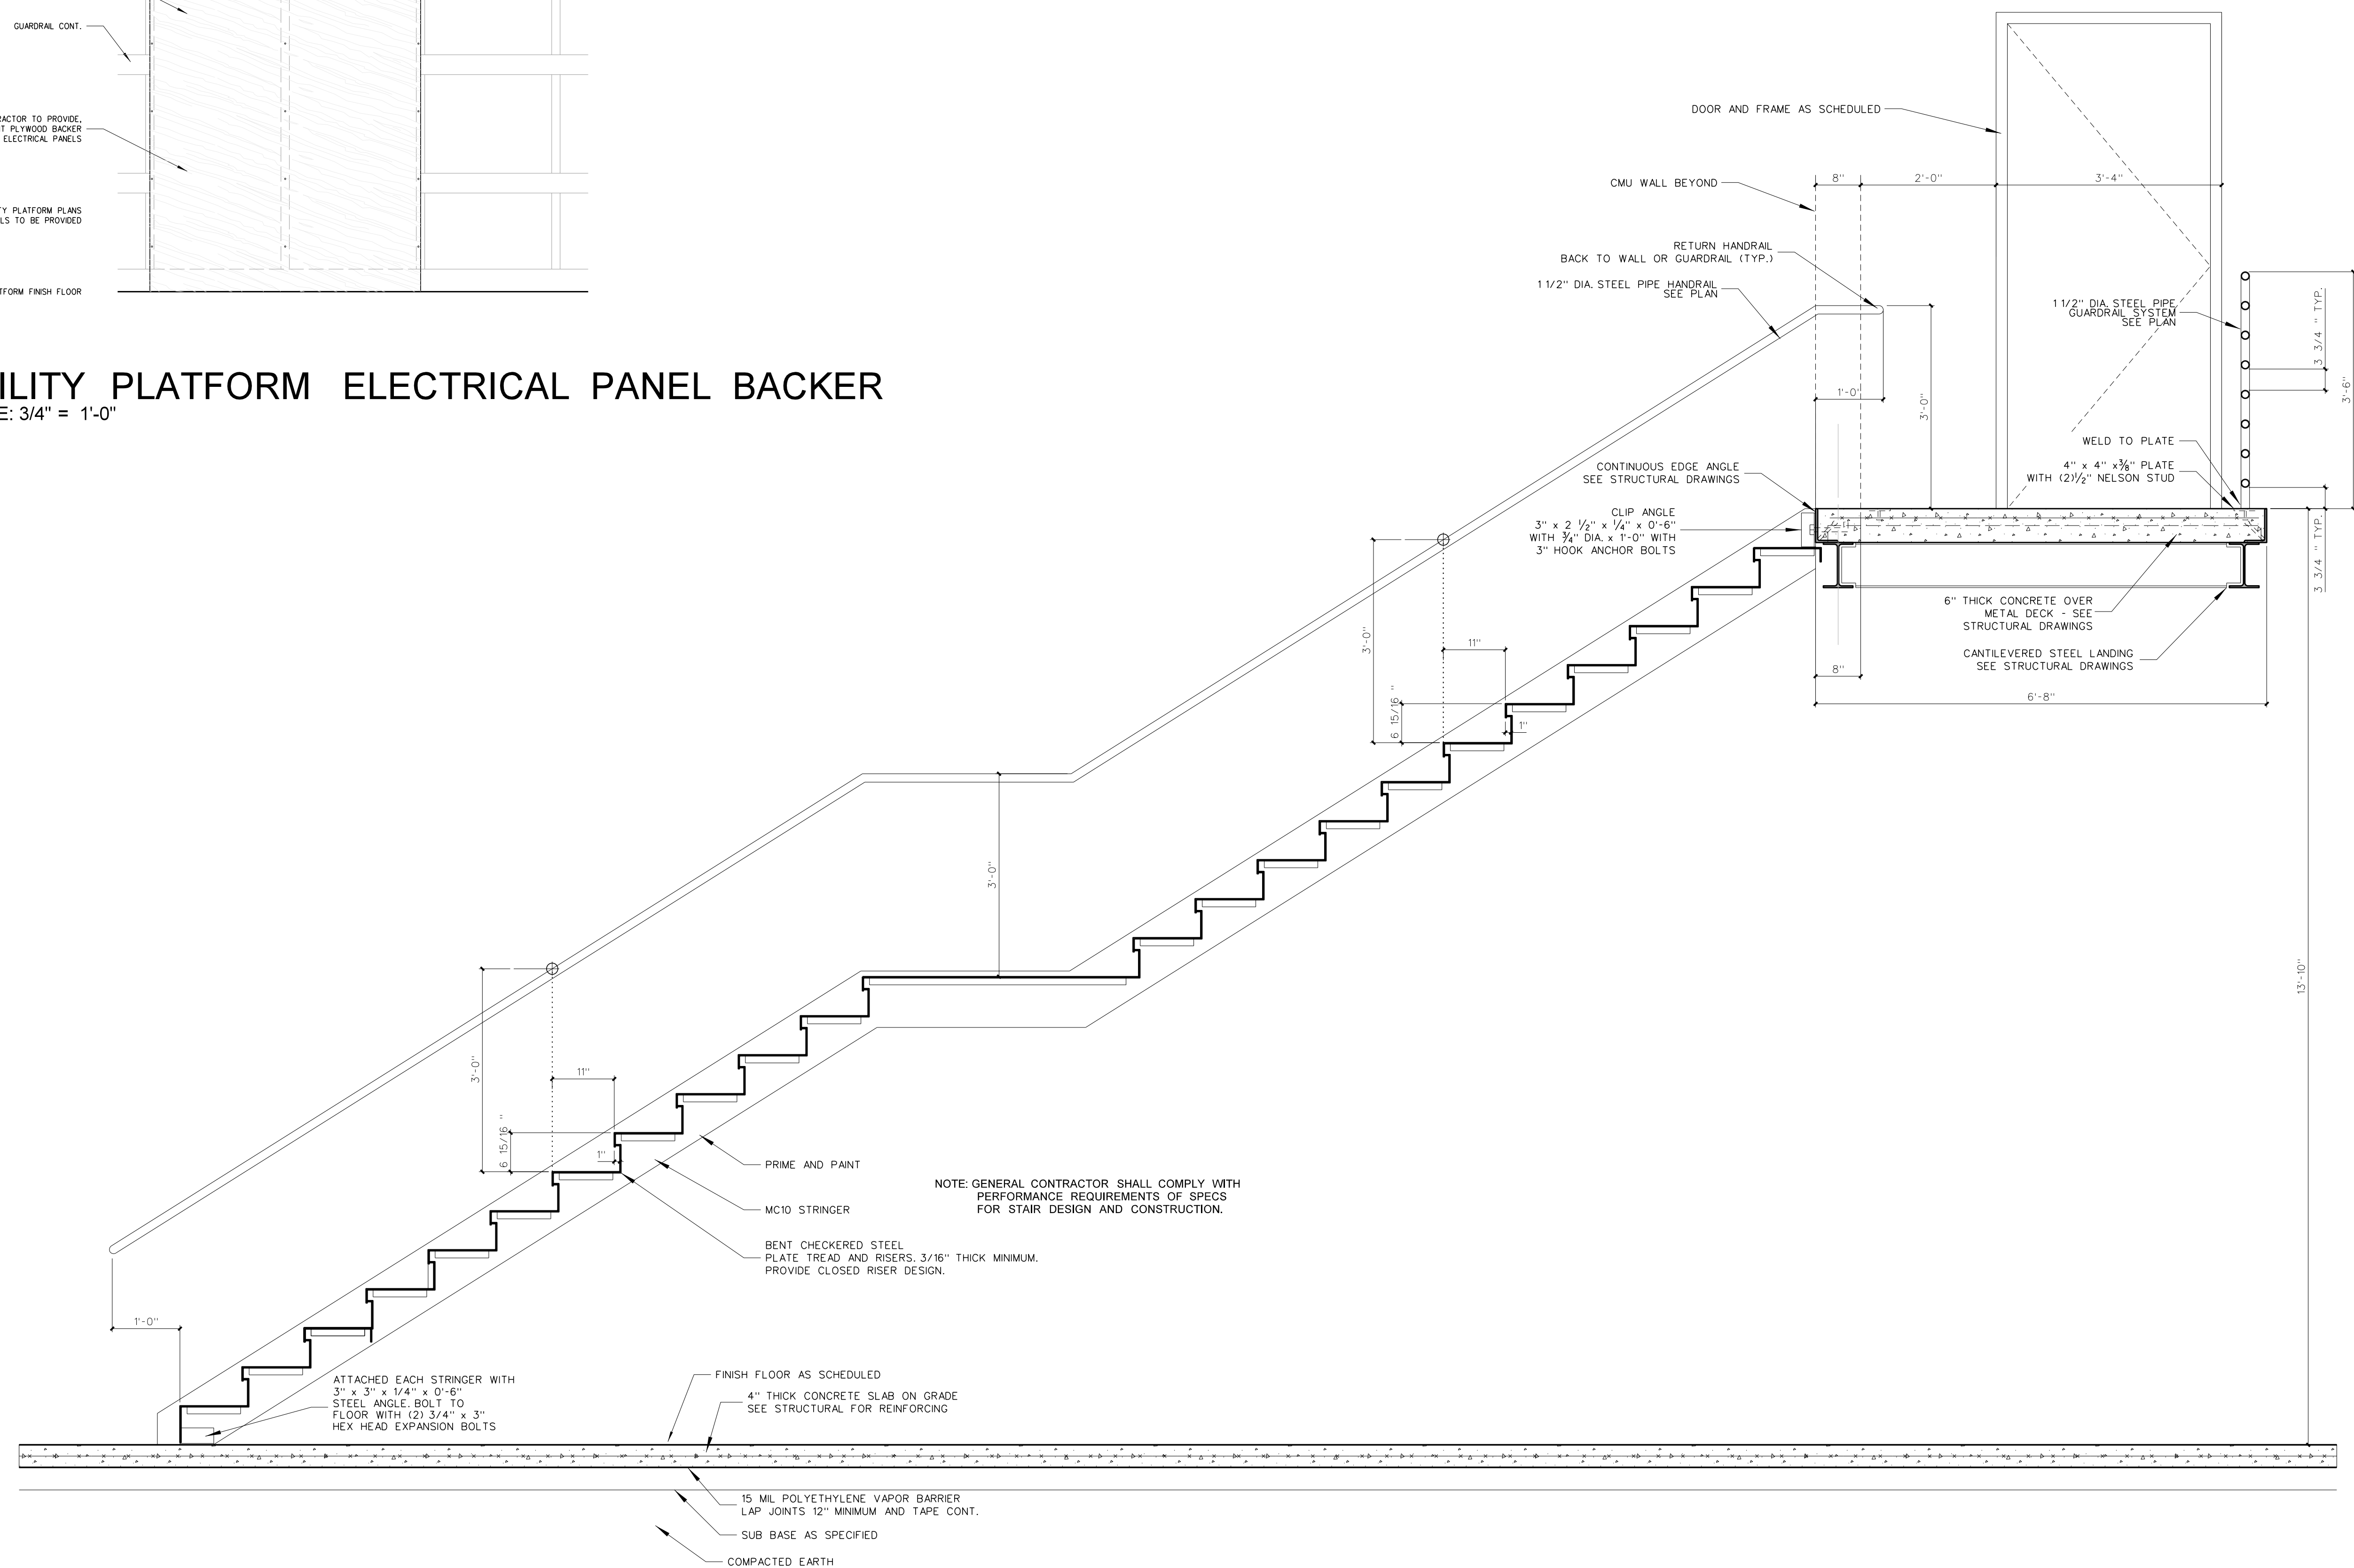 GUARDRAIL CONT.
RACTOR TO PROVIDE,
T PLYWOOD BACKER
ELECTRICAL PANELS
TY PLATFORM PLANS
LS TO BE PROVIDED
TFORM FINISH FLOOR
ILITY PLATFORM ELECTRICAL PANEL BACKER
E: 3/4" = 1'-0"
DOOR AND FRAME AS SCHEDULED
CMU WALL BEYOND
8"
2'-0"
3'-4"
RETURN HANDRAIL
BACK TO WALL OR GUARDRAIL (TYP.)
1 1/2" DIA. STEEL PIPE HANDRAIL
SEE PLAN
1 1/2" DIA. STEEL PIPE
GUARDRAIL SYSTEM
SEE PLAN
3 3/4 " TYP.
3'-6"
1'-0"
3'-0"
WELD TO PLATE
4" x 4" x 3/8" PLATE
WITH (2) 1/2" NELSON STUD
CONTINUOUS EDGE ANGLE
SEE STRUCTURAL DRAWINGS
CLIP ANGLE
3" x 2 1/2" x 1/4" x 0'-6"
WITH 3/4" DIA. x 1'-0" WITH
3" HOOK ANCHOR BOLTS
3 3/4 " TYP.
6" THICK CONCRETE OVER
METAL DECK - SEE
STRUCTURAL DRAWINGS
CANTILEVERED STEEL LANDING
SEE STRUCTURAL DRAWINGS
8"
6'-8"
3'-0"
11"
6 15/16 "
1"
3'-0"
13'-10"
3'-0"
11"
6 15/16 "
1"
PRIME AND PAINT
MC10 STRINGER
BENT CHECKERED STEEL
PLATE TREAD AND RISERS. 3/16" THICK MINIMUM.
PROVIDE CLOSED RISER DESIGN.
NOTE: GENERAL CONTRACTOR SHALL COMPLY WITH
PERFORMANCE REQUIREMENTS OF SPECS
FOR STAIR DESIGN AND CONSTRUCTION.
1'-0"
ATTACHED EACH STRINGER WITH
3" x 3" x 1/4" x 0'-6"
STEEL ANGLE. BOLT TO
FLOOR WITH (2) 3/4" x 3"
HEX HEAD EXPANSION BOLTS
FINISH FLOOR AS SCHEDULED
4" THICK CONCRETE SLAB ON GRADE
SEE STRUCTURAL FOR REINFORCING
15 MIL POLYETHYLENE VAPOR BARRIER
LAP JOINTS 12" MINIMUM AND TAPE CONT.
SUB BASE AS SPECIFIED
COMPACTED EARTH